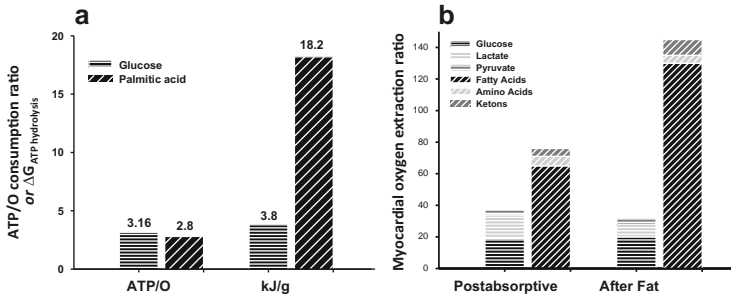 a
ATP/O consumption ratio
or ΔG ATP hydrolysis
20
15
10
5
0
Glucose
Palmitic acid
3.16
2.8
3.8
18.2
ATP/O
kJ/g
b
Myocardial oxygen extraction ratio
140
120
100
80
60
40
20
0
Glucose
Lactate
Pyruvate
Fatty Acids
Amino Acids
Ketons
Postabsorptive
After Fat